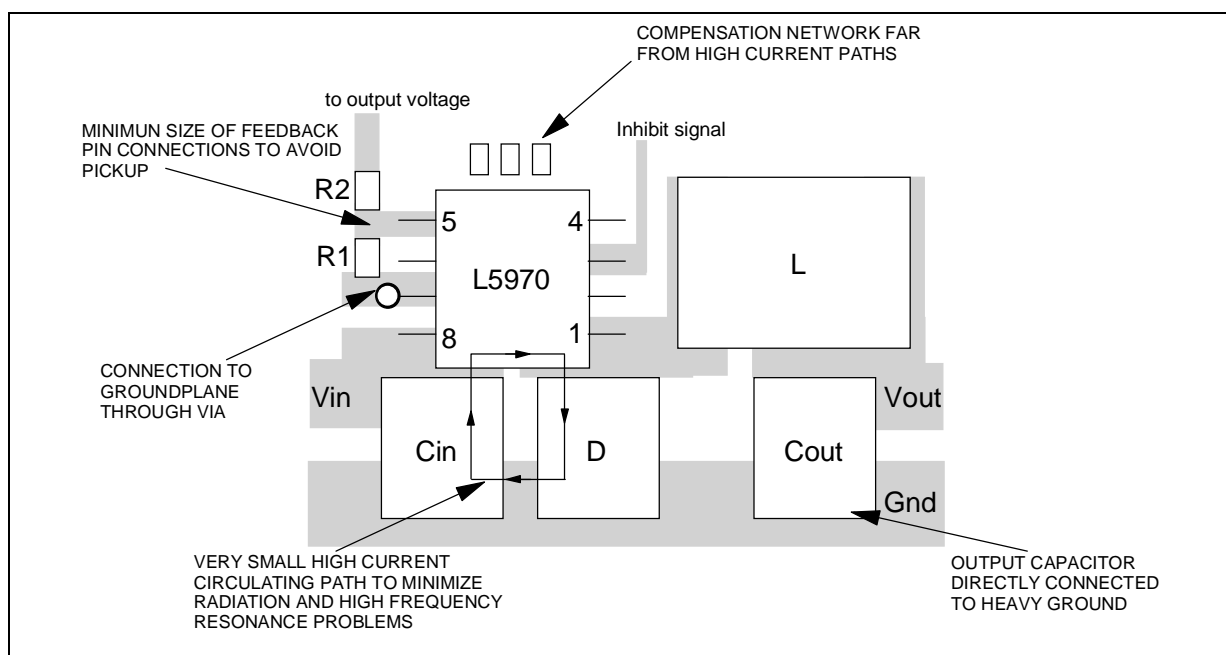 COMPENSATION NETWORK FAR
FROM HIGH CURRENT PATHS
to output voltage
MINIMUN SIZE OF FEEDBACK
PIN CONNECTIONS TO AVOID
PICKUP
Inhibit signal
R2
5
4
R1
L5970
L
8
1
CONNECTION TO
GROUNDPLANE
THROUGH VIA
Vin
Vout
Cin
D
Cout
Gnd
VERY SMALL HIGH CURRENT
CIRCULATING PATH TO MINIMIZE
RADIATION AND HIGH FREQUENCY
RESONANCE PROBLEMS
OUTPUT CAPACITOR
DIRECTLY CONNECTED
TO HEAVY GROUND